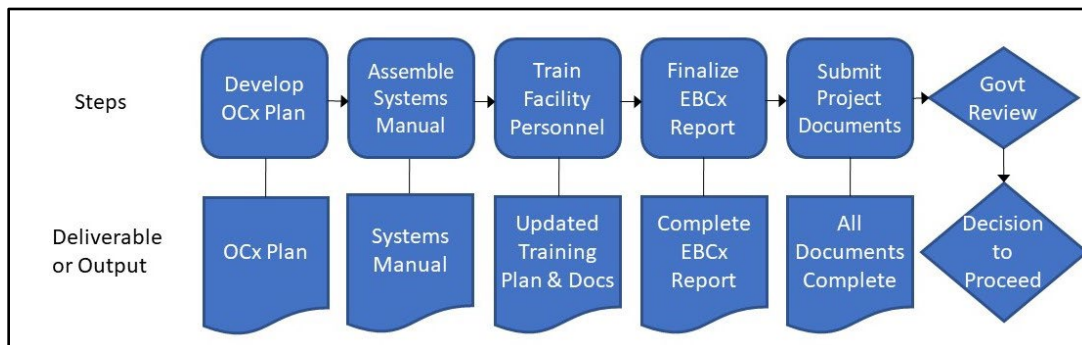 Steps
Develop
OCx Plan
Assemble
Systems
Manual
Train
Facility
Personnel
Finalize
EBCx
Report
Submit
Project
Documents
Govt
Review
Deliverable
or Output
OCx Plan
Systems
Manual
Updated
Training
Plan & Docs
Complete
EBCx
Report
All
Documents
Complete
Decision
to
Proceed